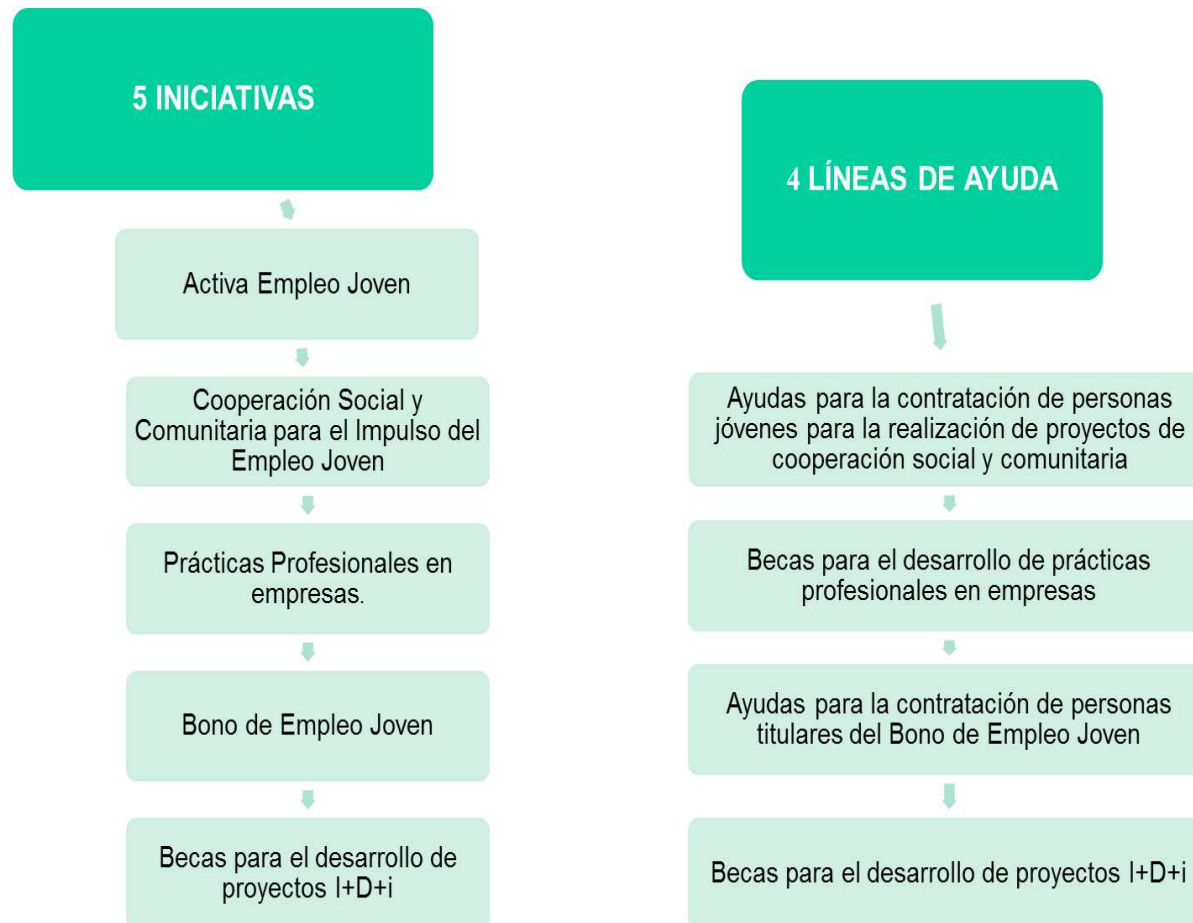 5 INICIATIVAS
Activa Empleo Joven
Cooperación Social y
Comunitaria para el Impulso del
Empleo Joven
Prácticas Profesionales en
empresas.
Bono de Empleo Joven
Becas para el desarrollo de
proyectos I+D+i
4 LÍNEAS DE AYUDA
Ayudas para la contratación de personas
jóvenes para la realización de proyectos de
cooperación social y comunitaria
Becas para el desarrollo de prácticas
profesionales en empresas
Ayudas para la contratación de personas
titulares del Bono de Empleo Joven
Becas para el desarrollo de proyectos I+D+i